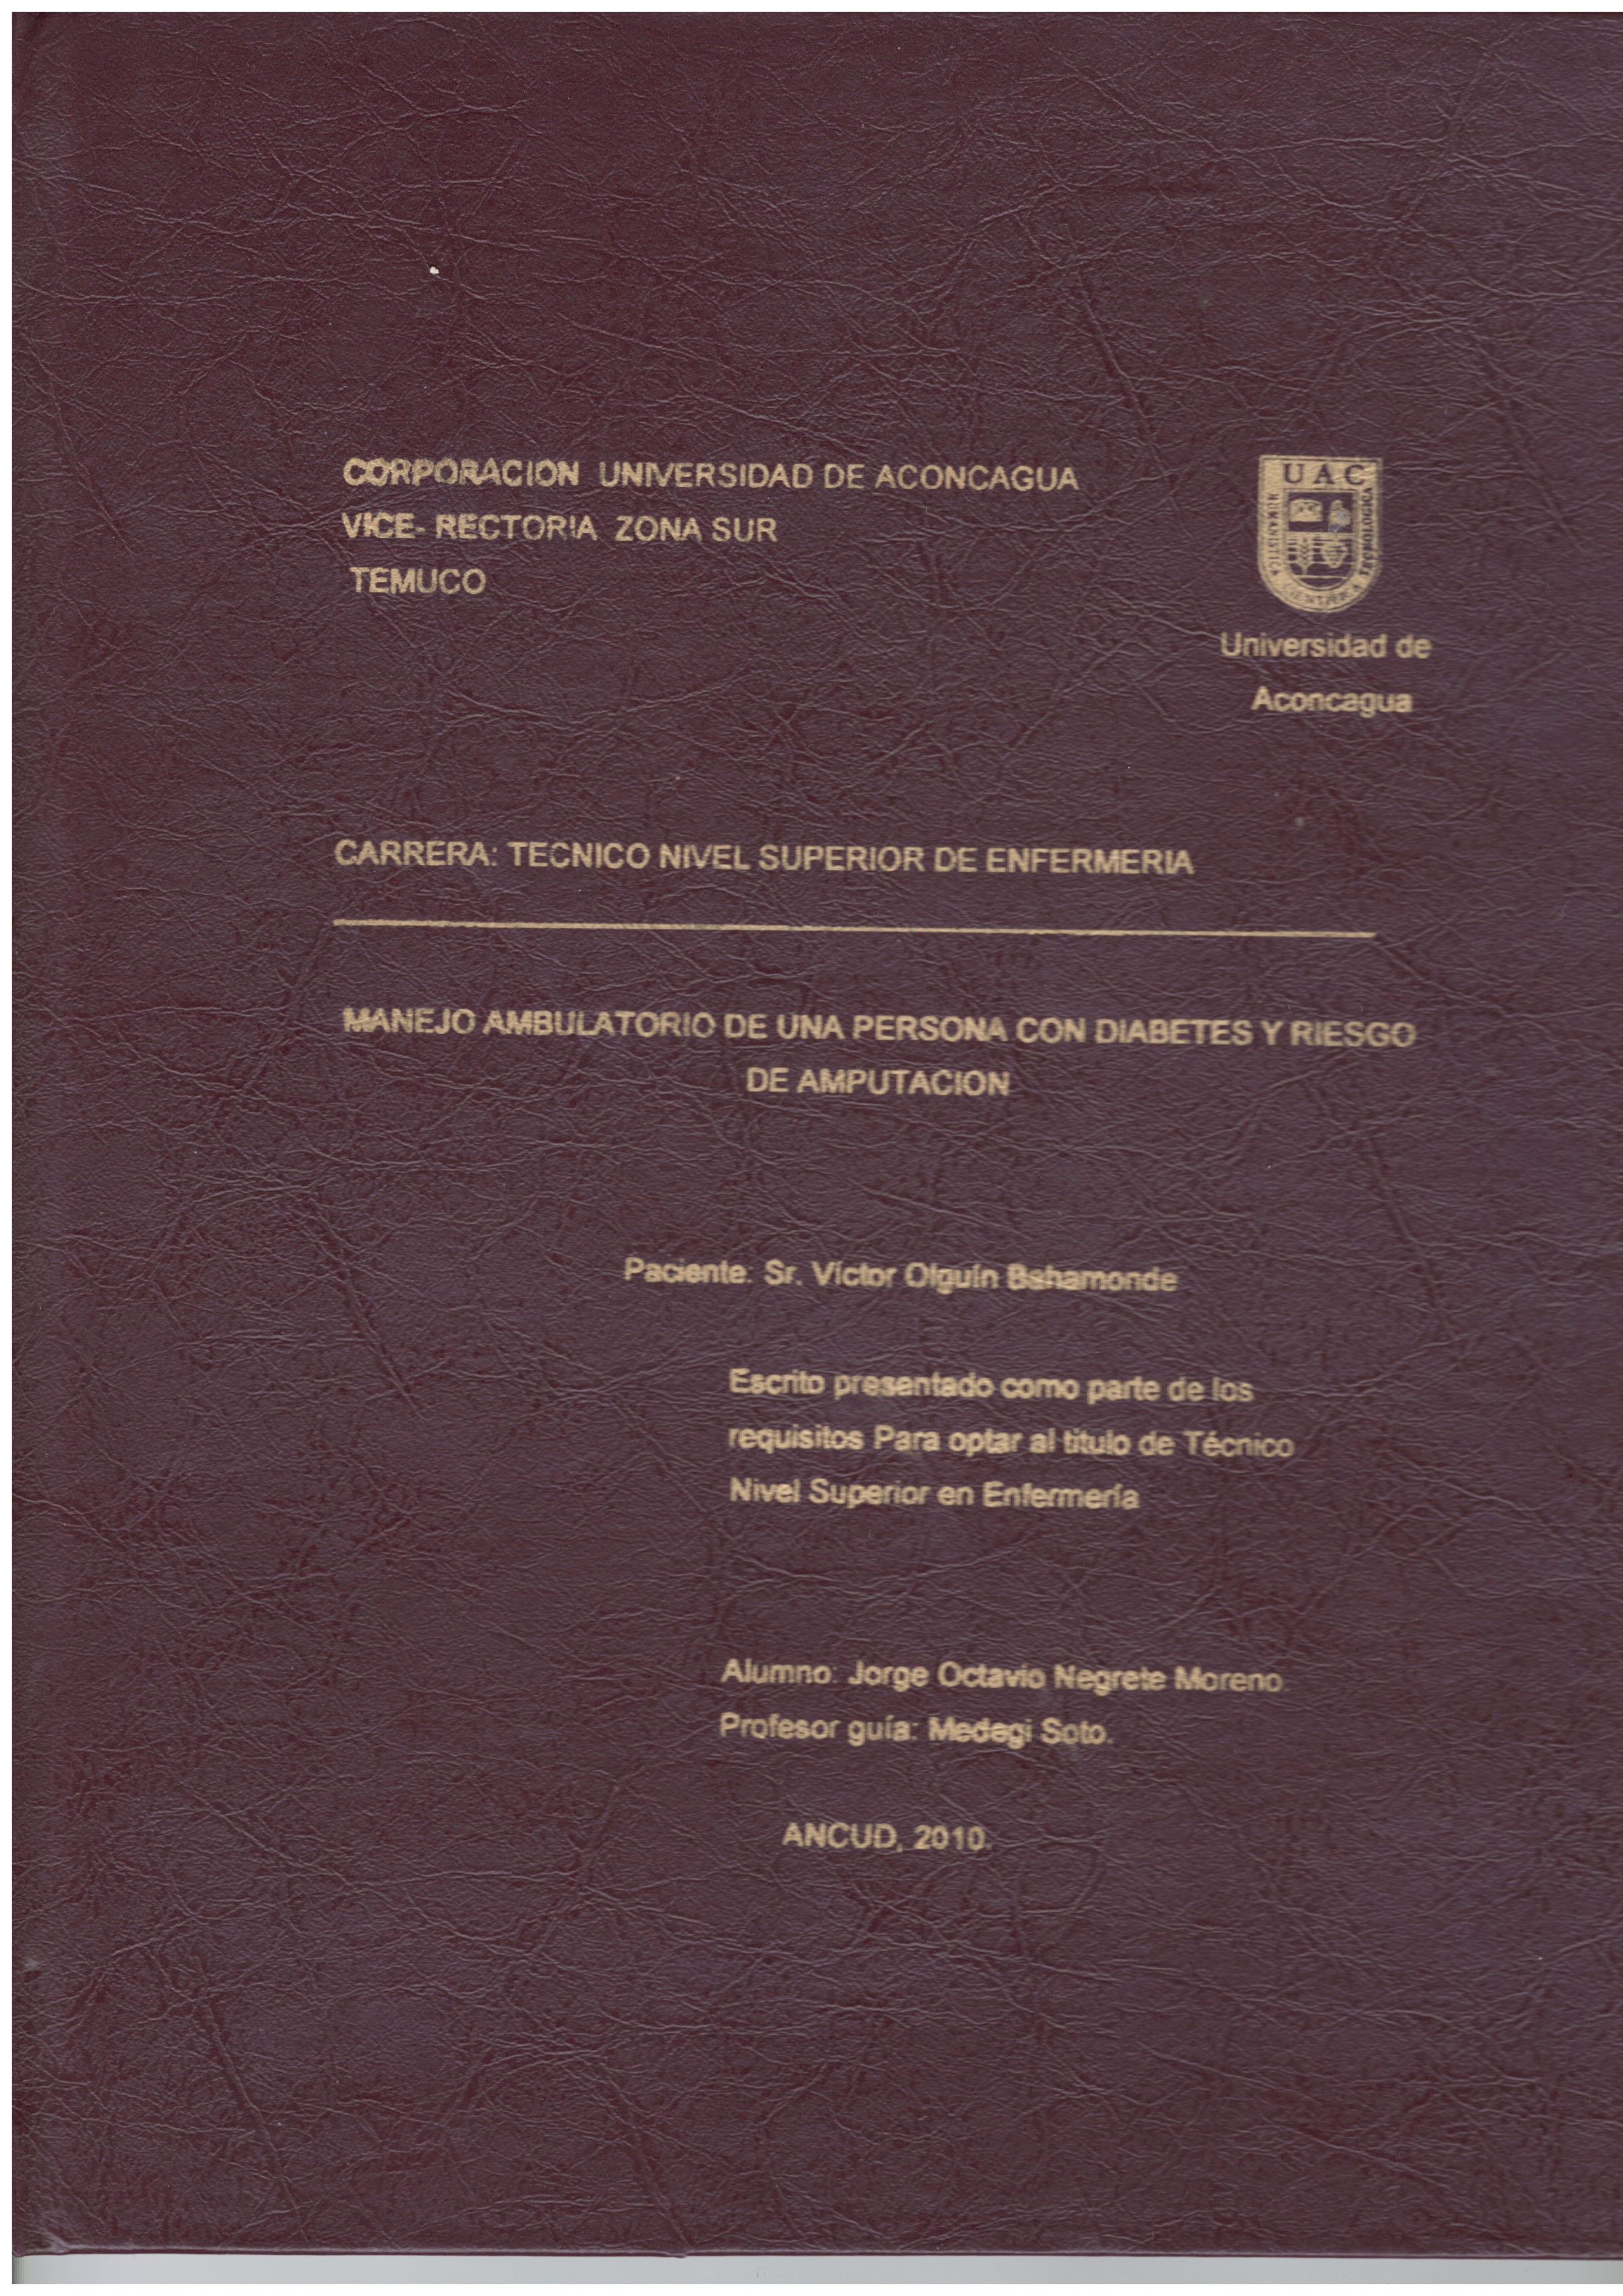 CORPORACION UNIVERSIDAD DE ACONCAGUA
VICE- RECTORIA ZONA SUR
TEMUCO
UAC
HUMANISTICA CIENTIFICA TECNOLOGICA
Universidad de
Aconcagua
CARRERA: TECNICO NIVEL SUPERIOR DE ENFERMERIA
MANEJO AMBULATORIO DE UNA PERSONA CON DIABETES Y RIESGO
DE AMPUTACION
Paciente: Sr. Víctor Olguín Bahamonde
Escrito presentado como parte de los
requisitos Para optar al titulo de Técnico
Nivel Superior en Enfermería
Alumno: Jorge Octavio Negrete Moreno.
Profesor guía: Medegi Soto.
ANCUD, 2010.